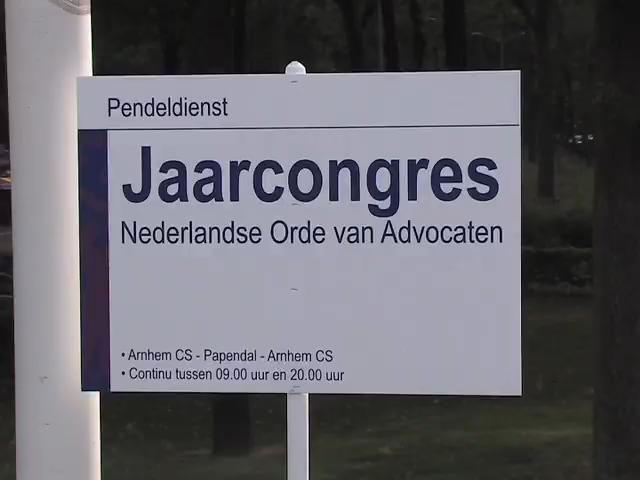 Pendeldienst
Jaarcongres
Nederlandse Orde van Advocaten
• Arnhem CS - Papendal - Arnhem CS
• Continu tussen 09.00 uur en 20.00 uur